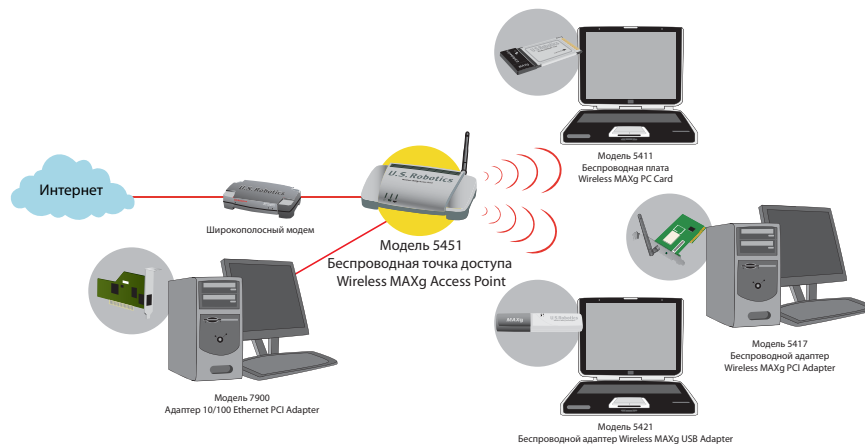 Интернет
U.S. Robotics
Широкополосный модем
U.S. Robotics
Модель 5451
Беспроводная точка доступа
Wireless MAXg Access Point
Модель 7900
Адаптер 10/100 Ethernet PCI Adapter
Модель 5411
Беспроводная плата
Wireless MAXg PC Card
Модель 5417
Беспроводной адаптер
Wireless MAXg PCI Adapter
MAXg
U.S. Robotics
Модель 5421
Беспроводной адаптер Wireless MAXg USB Adapter